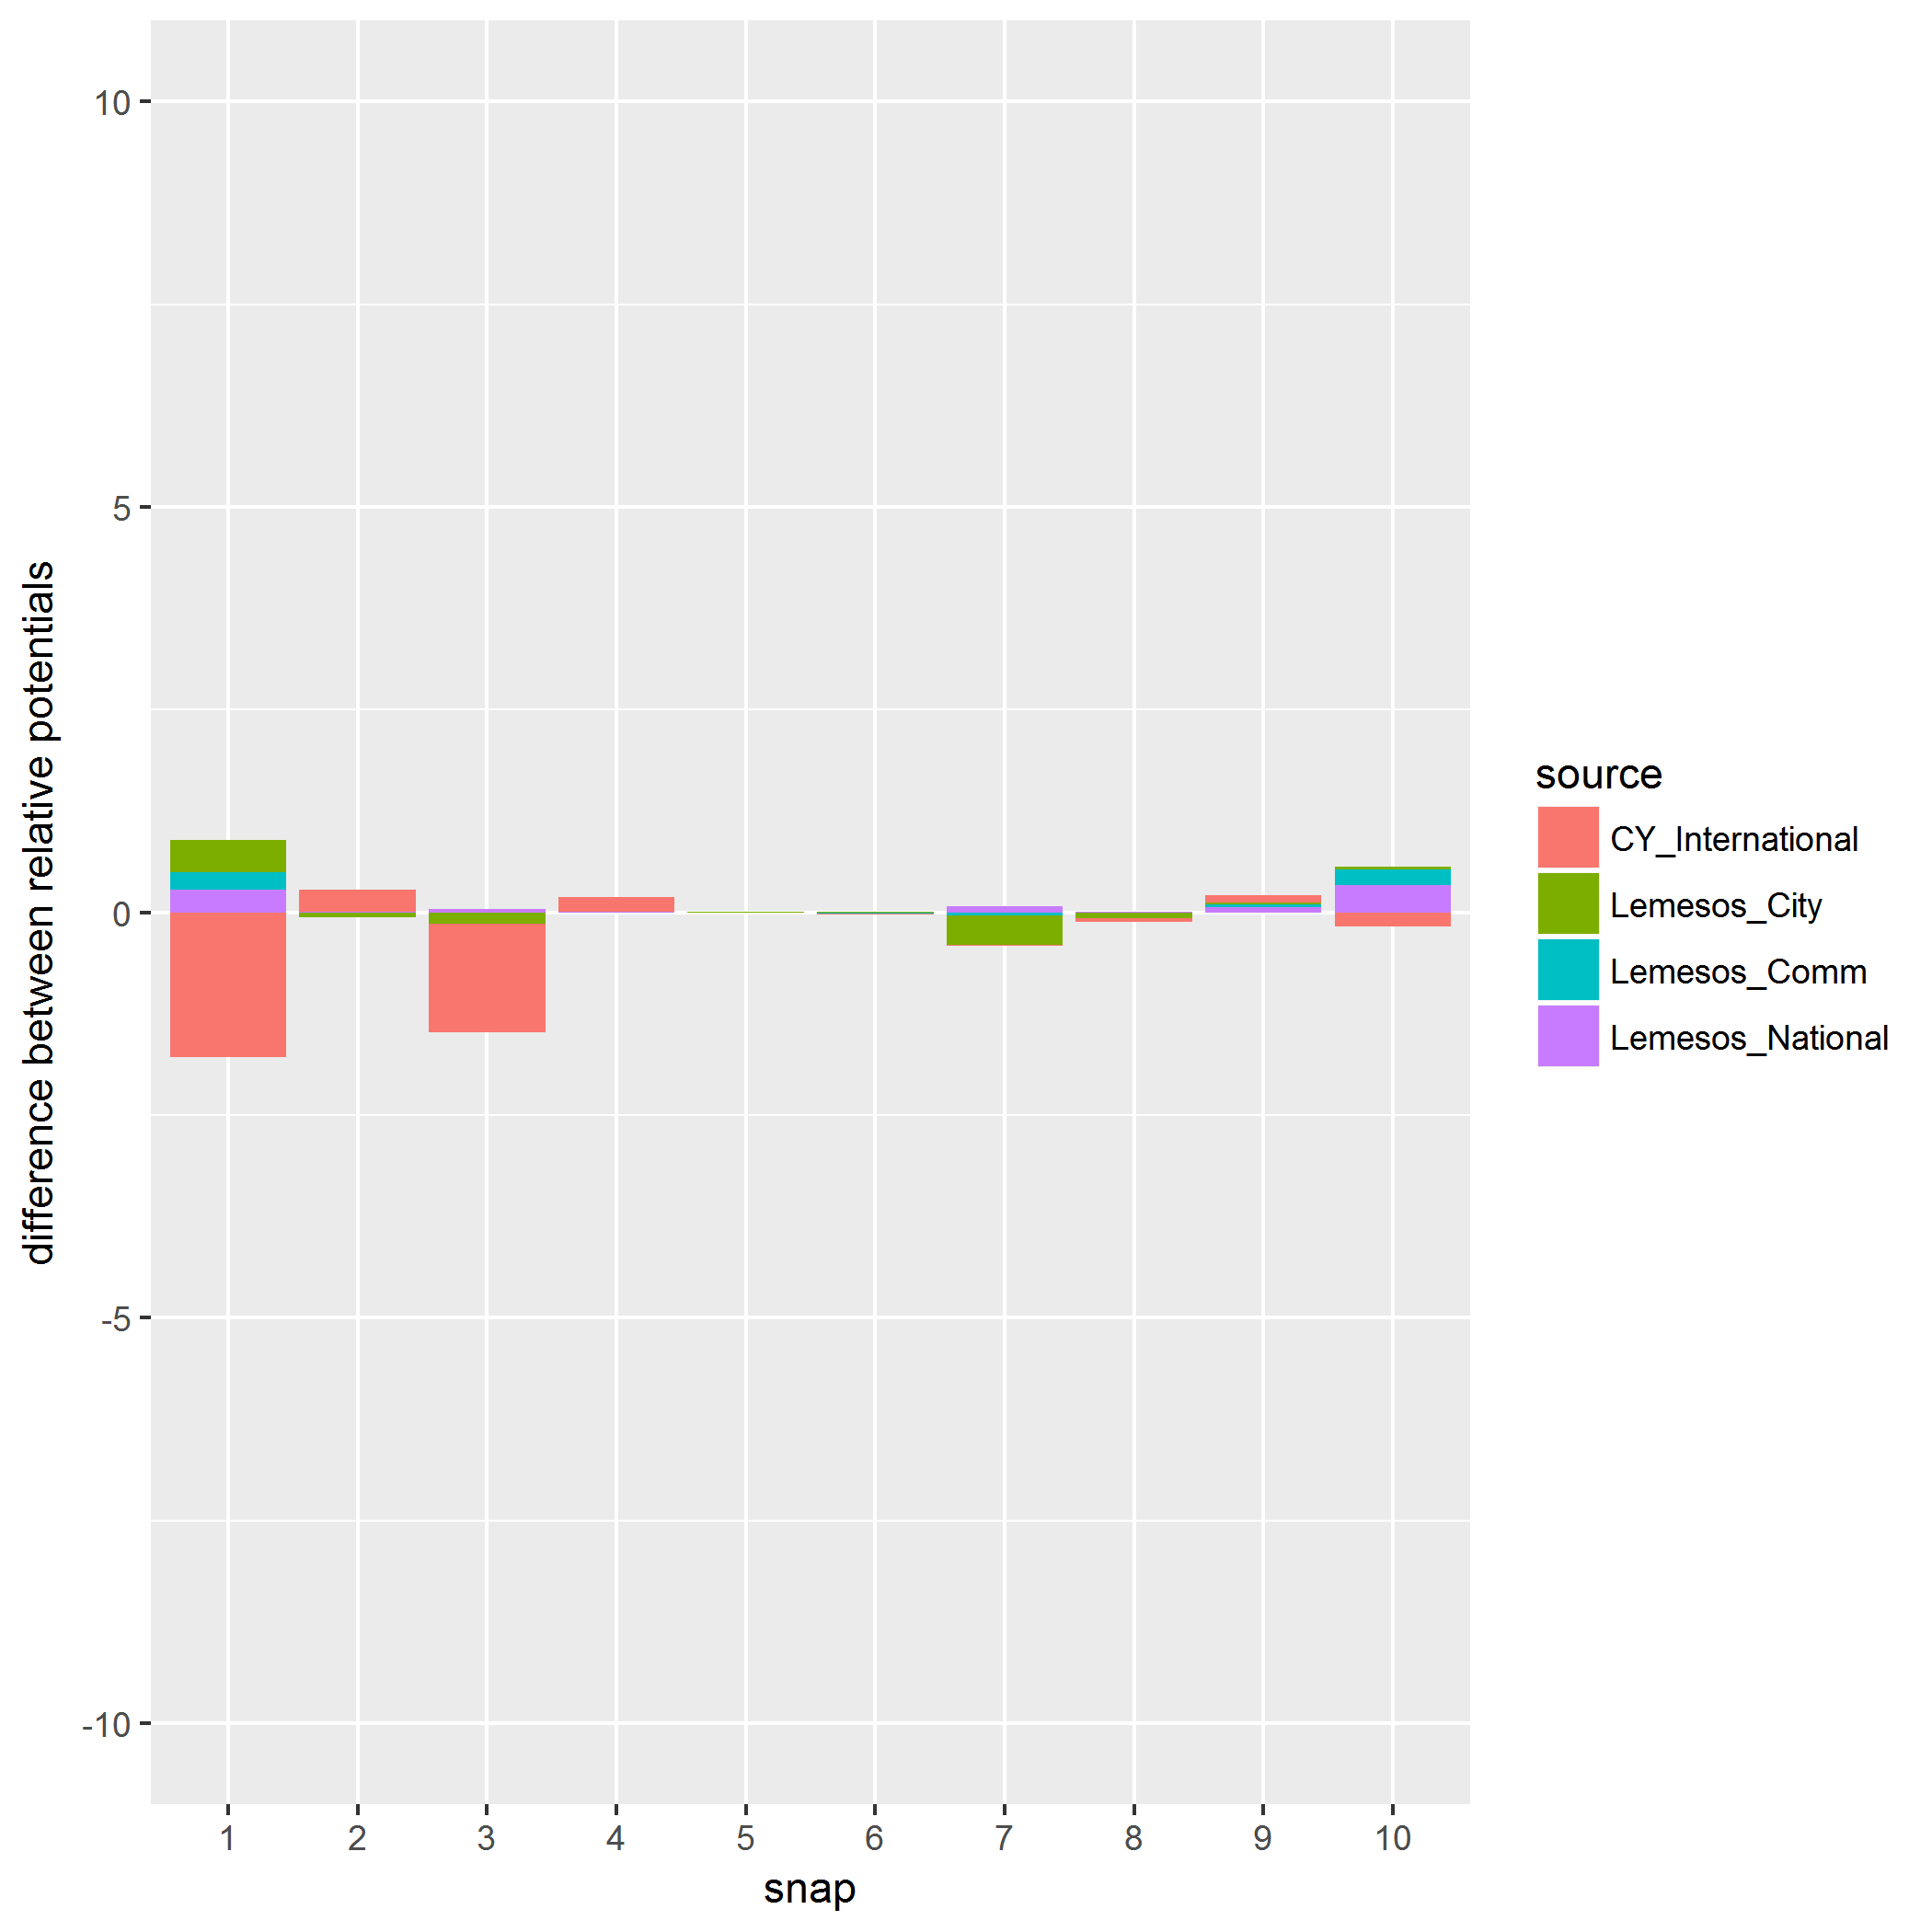 difference between relative potentials
10
5
0
-5
-10
1 2 3 4 5 6 7 8 9 10
snap
source
CY_International
Lemesos_City
Lemesos_Comm
Lemesos_National